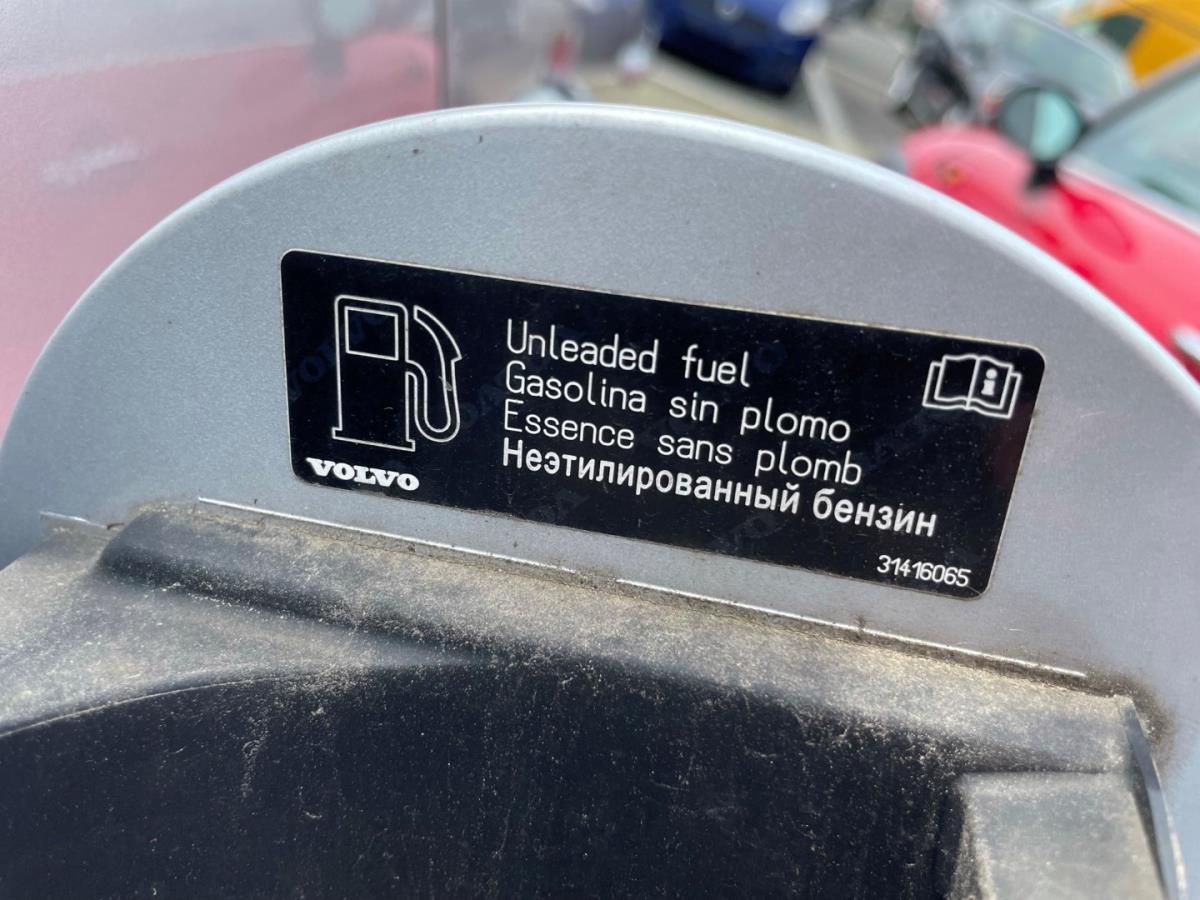 Unleaded fuel
Gasolina sin plomo
Essence sans plomb
Неэтилированный бензин
VOLVO
31416065